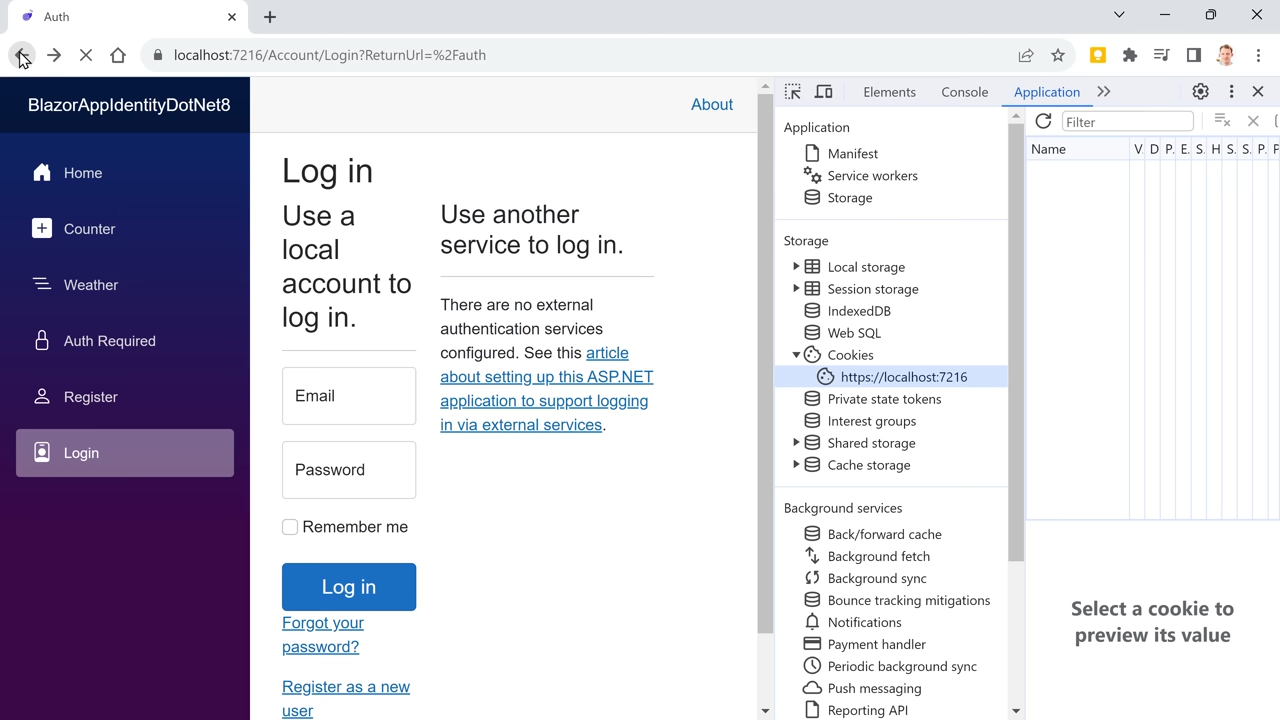 Auth
localhost:7216/Account/Login?ReturnUrl=%2Fauth
BlazorAppIdentityDotNet8
Home
Counter
Weather
Auth Required
Register
Login
About
Log in
Use a
local
account to
log in.
Email
Password
Remember me
Log in
Forgot your
password?
Register as a new
user
Use another
service to log in.
There are no external
authentication services
configured. See this article
about setting up this ASP.NET
application to support logging
in via external services.
Elements Console Application
Application
Manifest
Service workers
Storage
Storage
Local storage
Session storage
IndexedDB
Web SQL
Cookies
https://localhost:7216
Private state tokens
Interest groups
Shared storage
Cache storage
Background services
Back/forward cache
Background fetch
Background sync
Bounce tracking mitigations
Notifications
Payment handler
Periodic background sync
Push messaging
Reporting API
Filter
Name V. D P. E. S. H S. S. P. P
Select a cookie to
preview its value